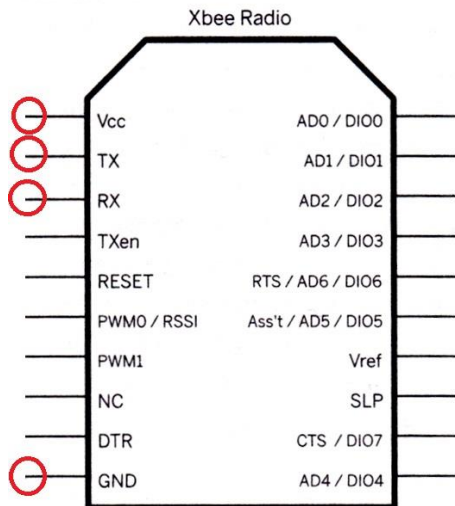 Xbee Radio
Vcc
TX
RX
TXen
RESET
PWM0 / RSSI
PWM1
NC
DTR
GND
AD0 / DIO0
AD1 / DIO1
AD2 / DIO2
AD3 / DIO3
RTS / AD6 / DIO6
Ass't / AD5 / DIO5
Vref
SLP
CTS / DIO7
AD4 / DIO4